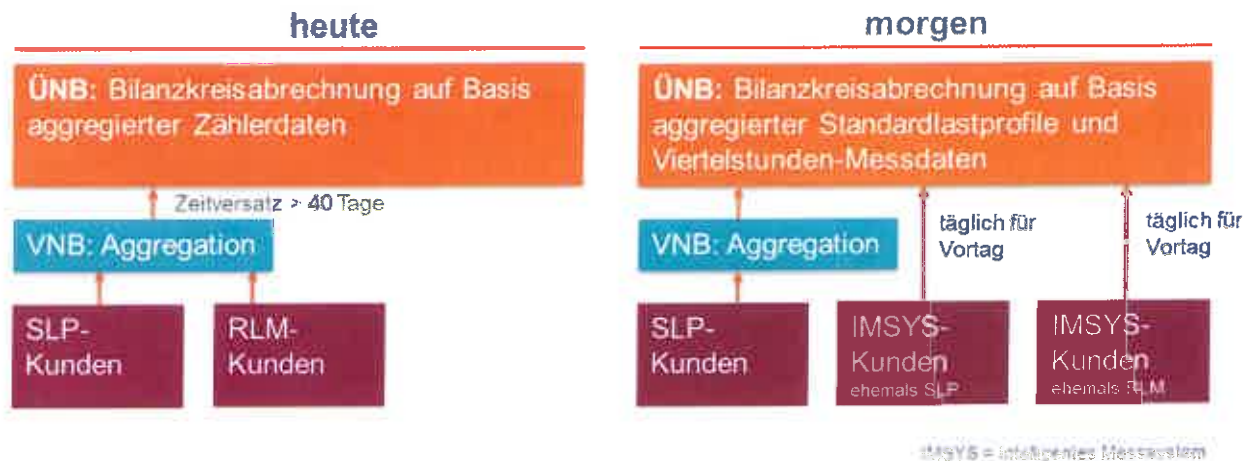 heute
ÜNB: Bilanzkreisabrechnung auf Basis
aggregierter Zählerdaten
Zeitversatz > 40 Tage
VNB: Aggregation
SLP-
Kunden
RLM-
Kunden
morgen
ÜNB: Bilanzkreisabrechnung auf Basis
aggregierter Standardlastprofile und
Viertelstunden-Messdaten
täglich für
Vortag
täglich für
Vortag
VNB: Aggregation
SLP-
Kunden
IMSYS-
Kunden
ehemals SLP
IMSYS-
Kunden
ehemals RLM
IMSYS = Intelligentes Messsystem